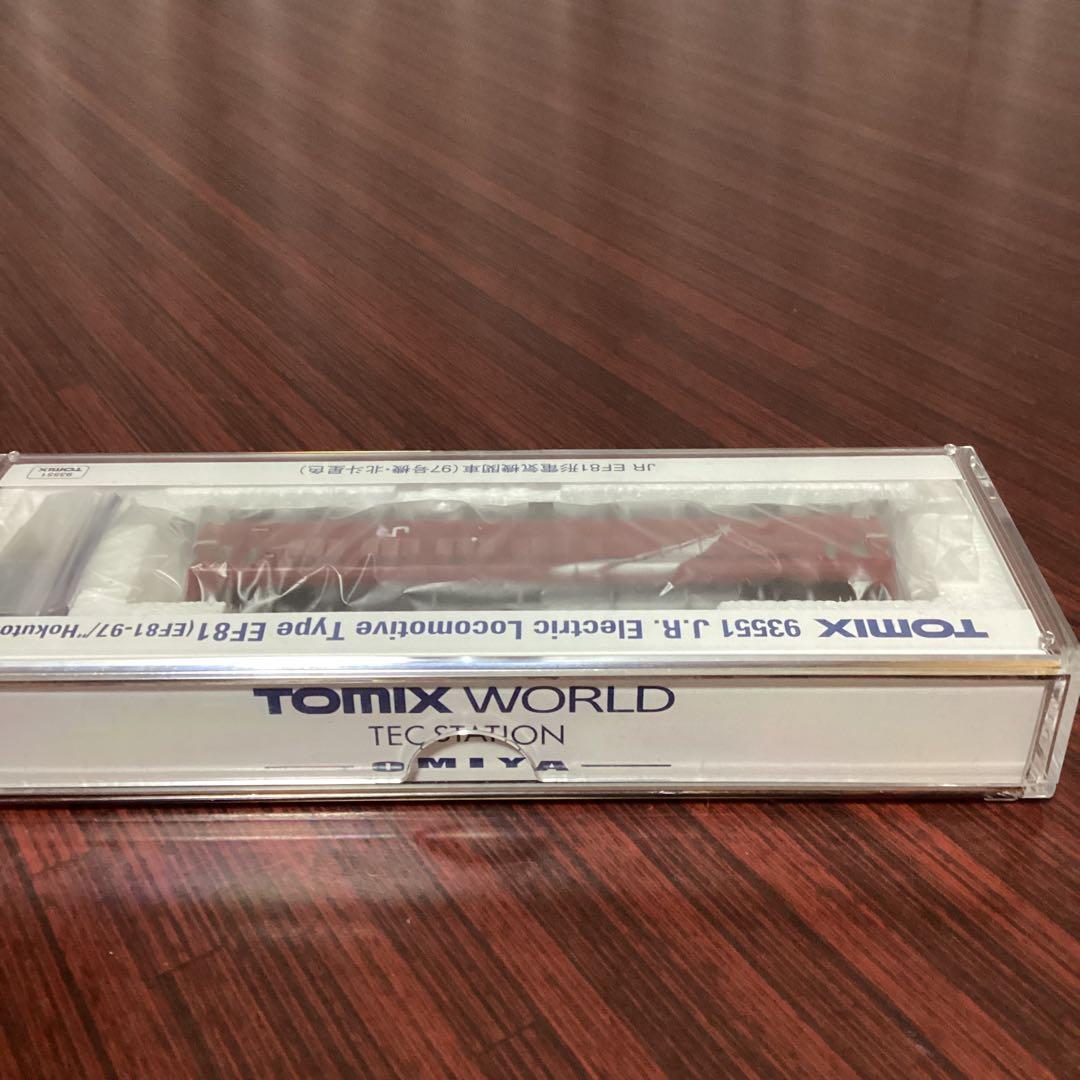 93551
TOMIX
JR EF81形電気機関車(97号機・北斗星色)
JR
TOMIX 93551 J.R. Electric Locomotive Type EF81(EF81-97/"Hokuto
TOMIX WORLD
TEC STATION
OMIYA